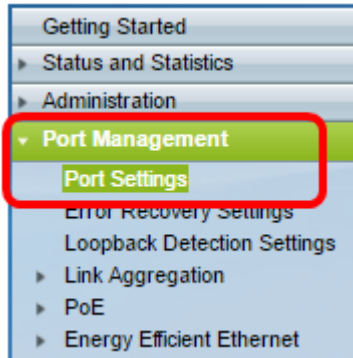 Getting Started
Status and Statistics
Administration
Port Management
Port Settings
Error Recovery Settings
Loopback Detection Settings
Link Aggregation
PoE
Energy Efficient Ethernet